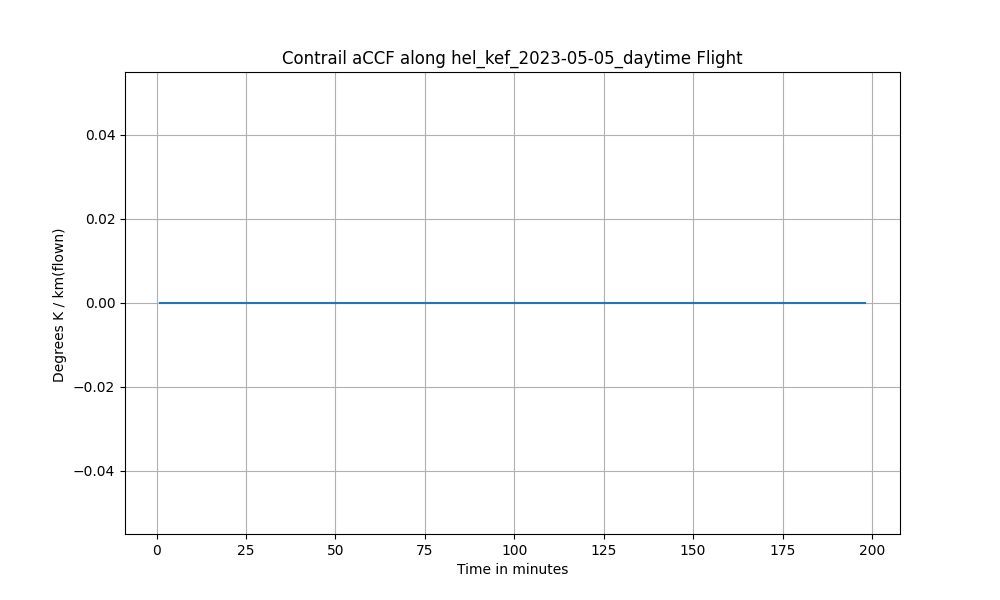 Contrail aCCF along hel_kef_2023-05-05_daytime Flight
0.04
0.02
0.00
−0.02
−0.04
Degrees K / km(flown)
0 25 50 75 100 125 150 175 200
Time in minutes